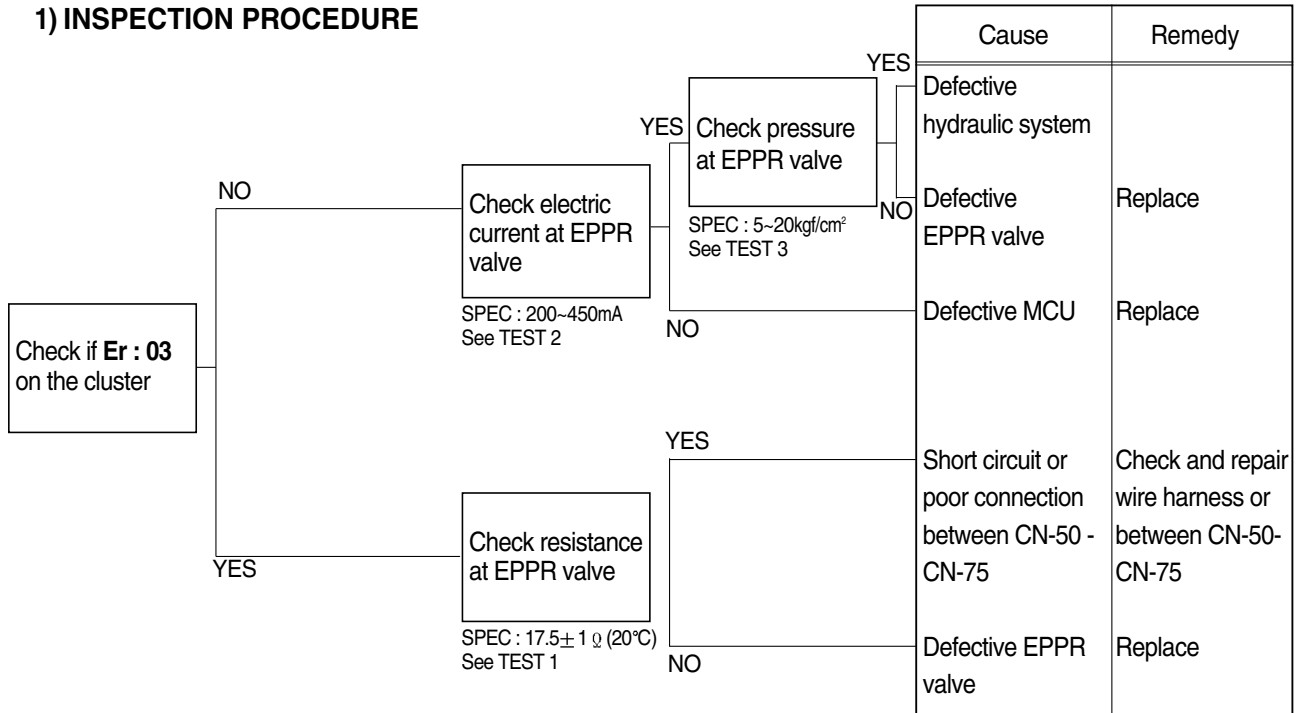 1) INSPECTION PROCEDURE
Cause
Remedy
YES
Defective
hydraulic system
YES
Check pressure
at EPPR valve
NO
Defective
EPPR valve
Replace
SPEC : 5~20kgf/cm²
See TEST 3
NO
Check electric
current at EPPR
valve
SPEC : 200~450mA
See TEST 2
NO
Defective MCU
Replace
Check if Er : 03
on the cluster
YES
Short circuit or
poor connection
between CN-50 -
CN-75
Check and repair
wire harness or
between CN-50-
CN-75
YES
Check resistance
at EPPR valve
SPEC : 17.5±1 Ω (20°C)
See TEST 1
NO
Defective EPPR
valve
Replace